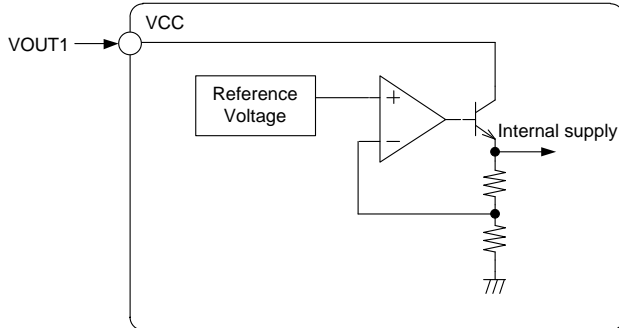 VCC
VOUT1
Reference
Voltage
+
−
Internal supply